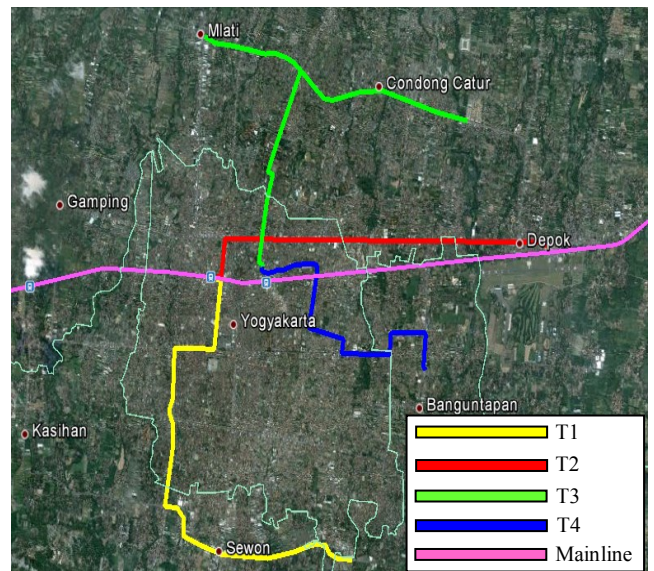 Mlati
Condong Catur
Gamping
Depok
Yogyakarta
Banguntapan
Kasihan
Sewon
T1
T2
T3
T4
Mainline